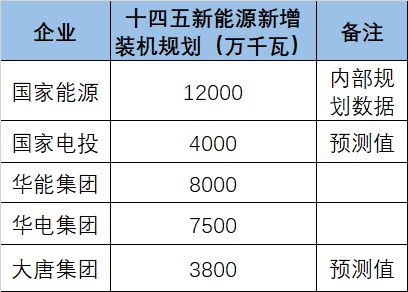 企业 十四五新能源新增装机规划（万千瓦） 备注
国家能源 12000 内部规划数据
国家电投 4000 预测值
华能集团 8000
华电集团 7500
大唐集团 3800 预测值